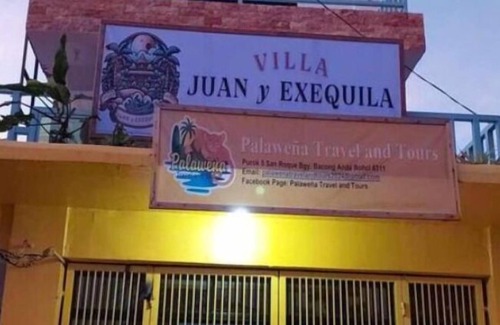 VILLA
JUAN y EXEQUILA
Palaweña
Palaweña Travel and Tours
Purok 5 San Roque Bgy. Bacong Anda Bohol 6311
Email:
Facebook Page: Palaweña Travel and Tours